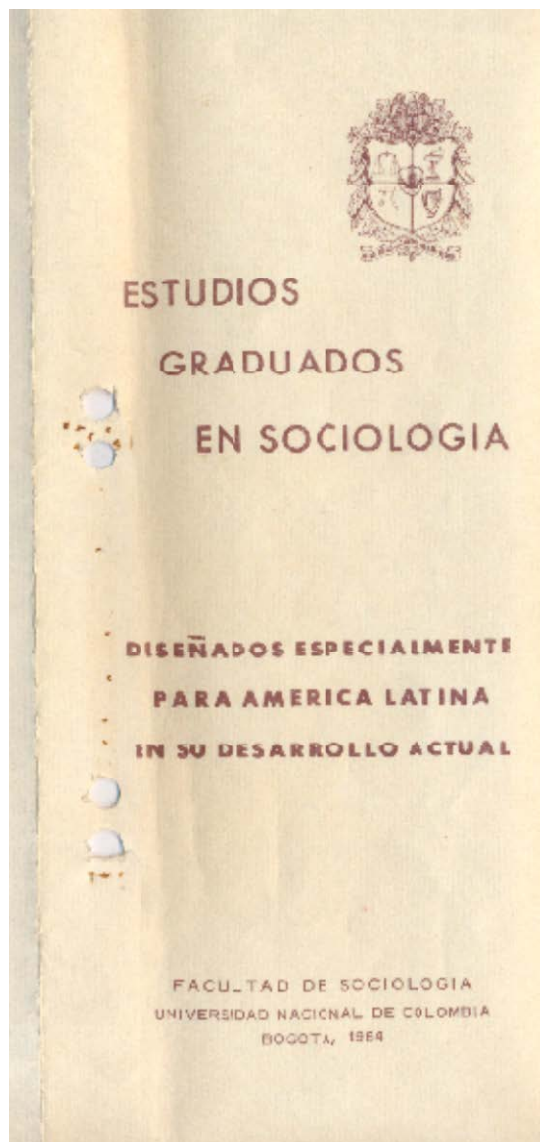 ESTUDIOS
GRADUADOS
EN SOCIOLOGIA
DISEÑADOS ESPECIALMENTE
PARA AMERICA LATINA
EN SU DESARROLLO ACTUAL
FACULTAD DE SOCIOLOGIA
UNIVERSIDAD NACIONAL DE COLOMBIA
BOGOTA, 1964